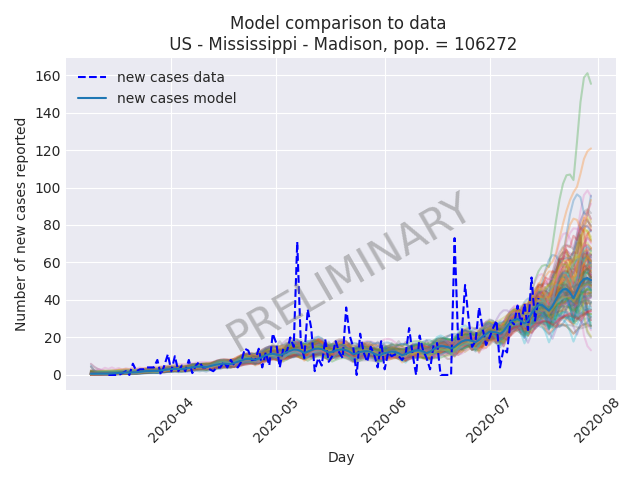 Model comparison to data
US - Mississippi - Madison, pop. = 106272
new cases data
new cases model
PRELIMINARY
Number of new cases reported
160
140
120
100
80
60
40
20
0
2020-04
2020-05
2020-06
2020-07
2020-08
Day